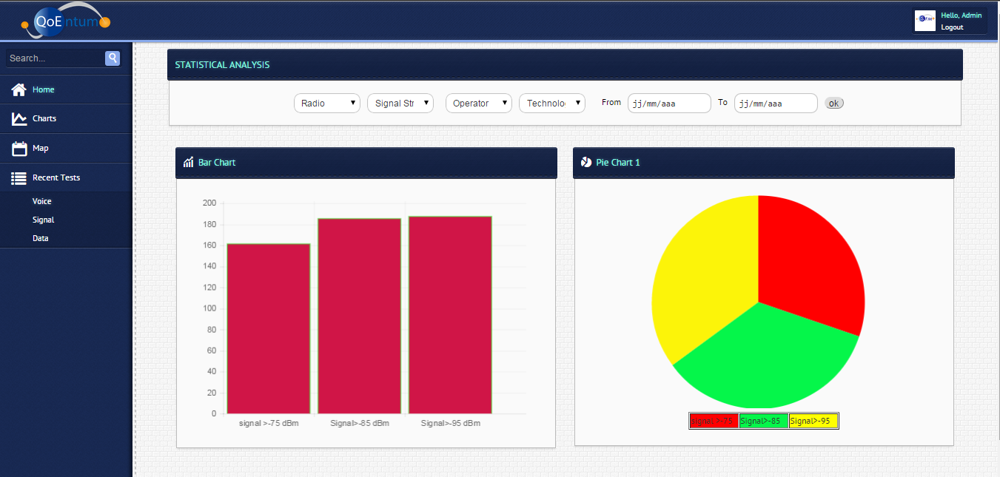 QoEntum
Hello, Admin
Logout
Search...
STATISTICAL ANALYSIS
Home
Radio Signal Str Operator Technolo From jj/mm/aaa To jj/mm/aaa ok
Charts
Map
Recent Tests
Voice
Signal
Data
Bar Chart
200
180
160
140
120
100
80
60
40
20
0
signal >-75 dBm Signal>-85 dBm Signal>-95 dBm
Pie Chart 1
signal >-75 Signal>-85 Signal>-95